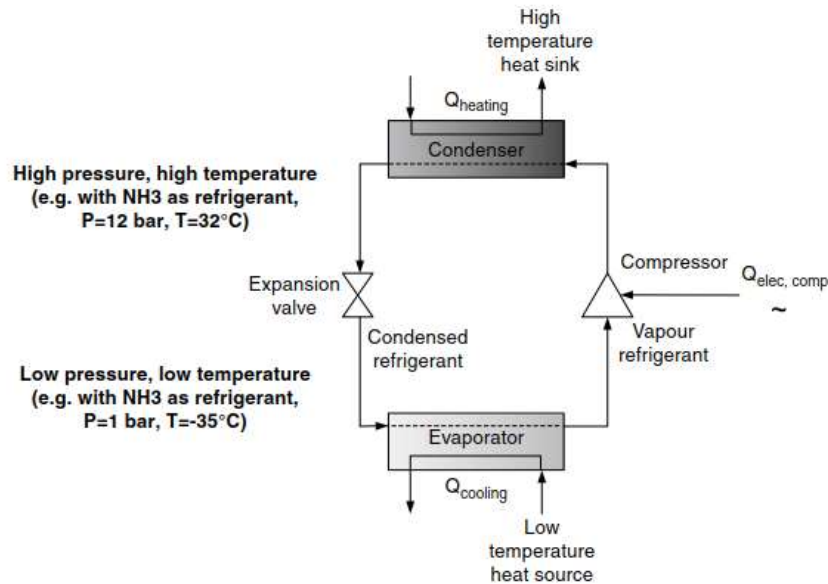 High
temperature
heat sink
Qheating
Condenser
High pressure, high temperature
(e.g. with NH3 as refrigerant,
P=12 bar, T=32°C)
Expansion
valve
Compressor
Qelec, comp
~
Condensed
refrigerant
Vapour
refrigerant
Low pressure, low temperature
(e.g. with NH3 as refrigerant,
P=1 bar, T=-35°C)
Evaporator
Qcooling
Low
temperature
heat source